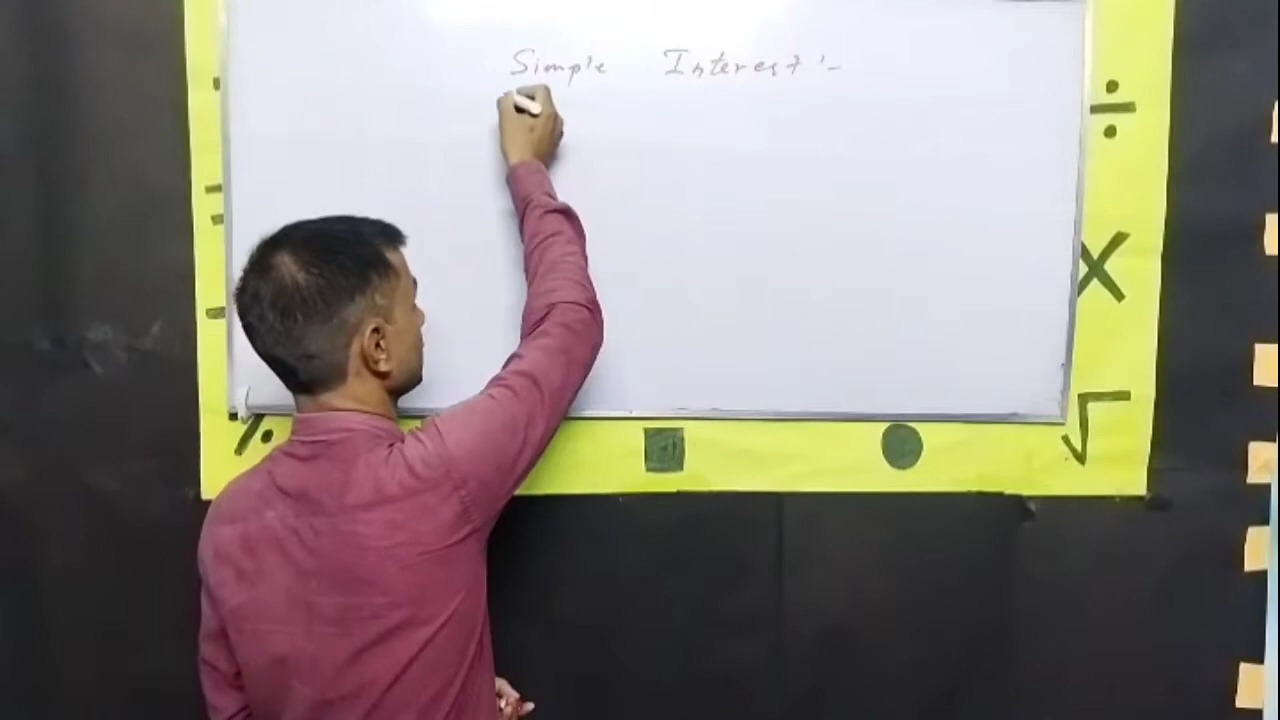 Simple Interest :-
÷
×
√